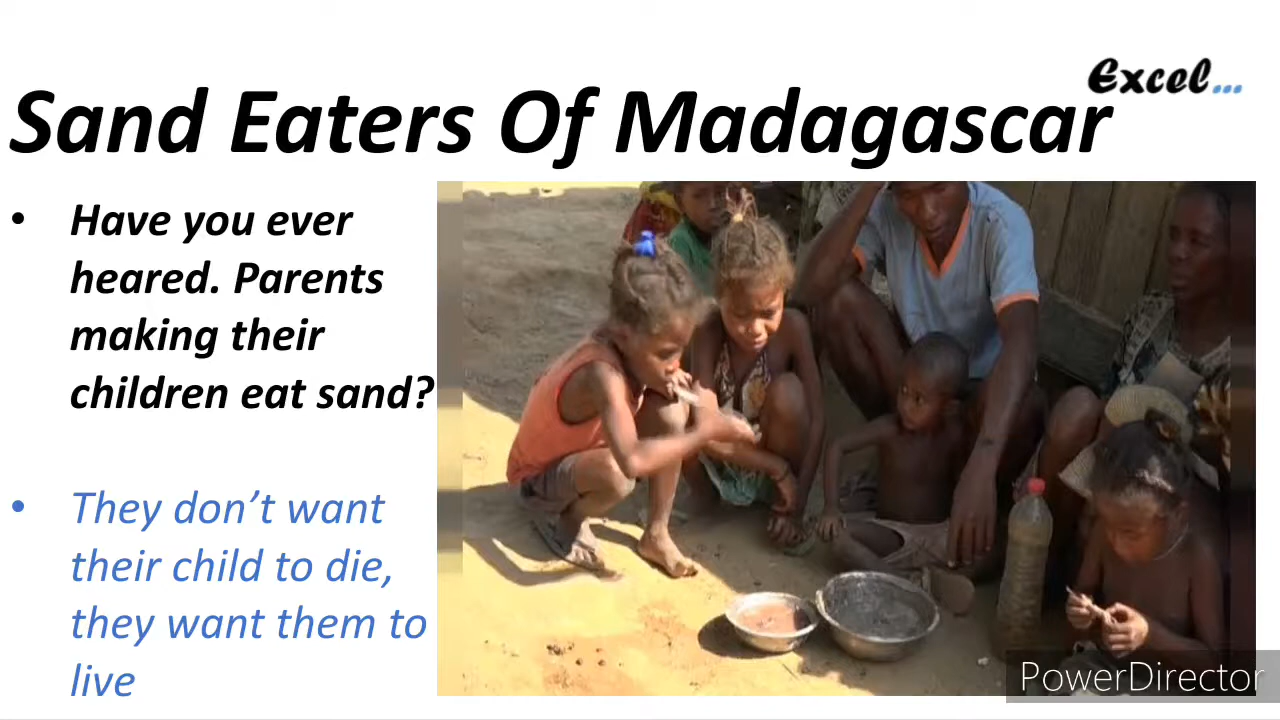 Excel...
Sand Eaters Of Madagascar
• Have you ever
heared. Parents
making their
children eat sand?
• They don’t want
their child to die,
they want them to
live
PowerDirector